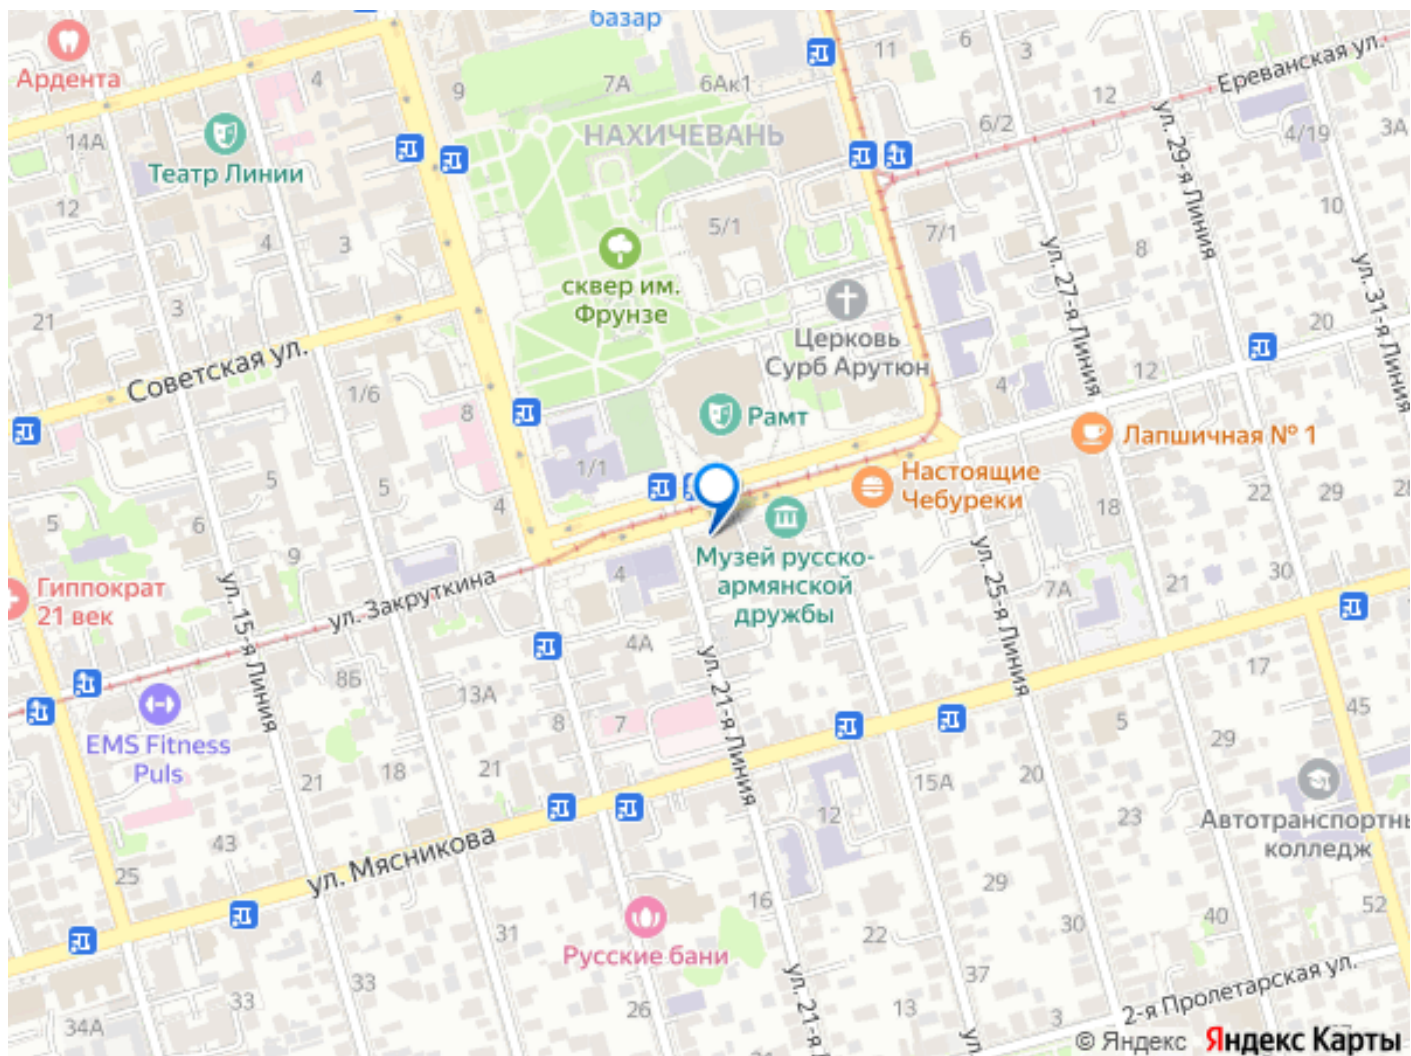 базар
Ардента
4
9
7А
6Ак1
11
6
3
Ереванская ул.
12
ул. 29-я Линия
14А
Театр Линии
НАХИЧЕВАНЬ
6/2
4/19
3А
12
4
3
5/1
7/1
8
10
сквер им.
Фрунзе
ул. 27-я Линия
ул. 31-я Линия
3
21
Церковь
Сурб Арутюн
20
Советская ул.
1/6
8
4
12
Рамт
Лапшичная № 1
1/1
Настоящие
Чебуреки
5
5
4
6
9
18
22
29
28
Музей русско-
армянской
дружбы
Гиппократ
21 век
ул. 15-я Линия
ул. Закруткина
4
ул. 25-я Линия
7А
21
30
4А
8Б
13А
ул. 21-я Линия
17
45
EMS Fitness
Puls
8
7
5
29
21
18
21
15А
20
Автотранспортнь
колледж
43
12
23
ул. Мясникова
25
16
29
52
31
22
30
40
Русские бани
33
33
26
37
13
3
34А
ул. 21-я Л
ул.
2-я Пролетарская ул.
© Яндекс Яндекс Карты